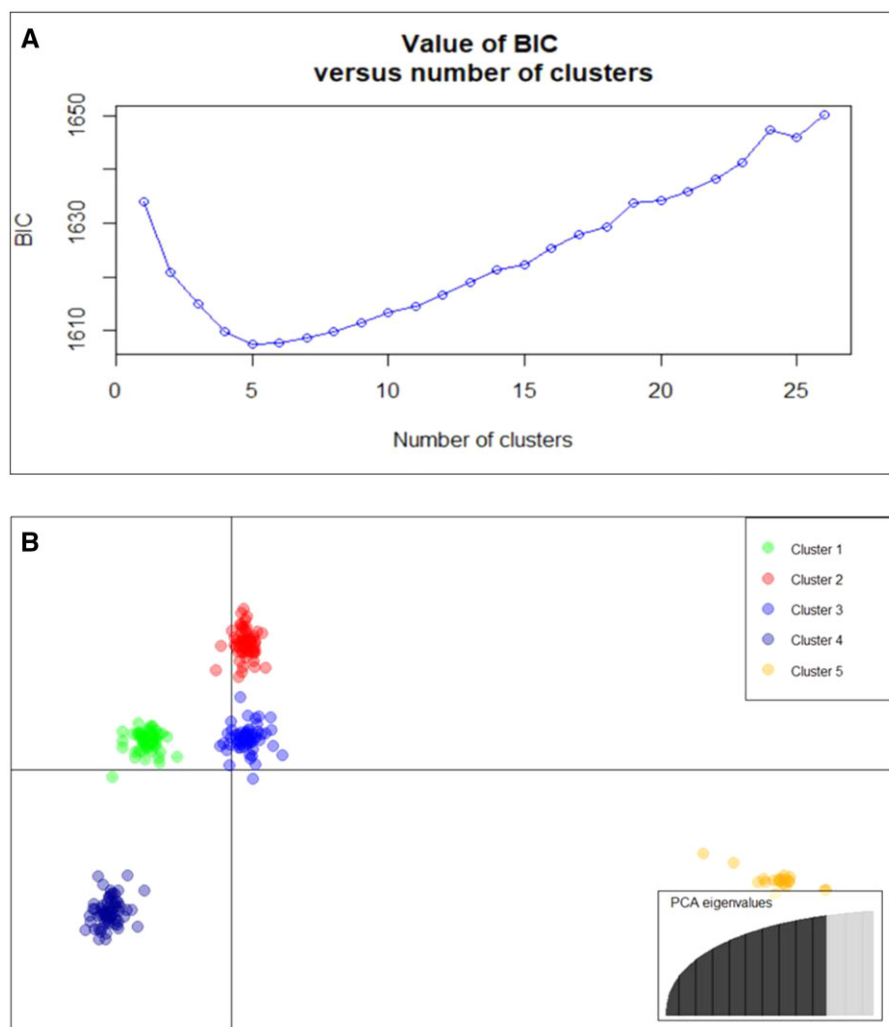 A
Value of BIC
versus number of clusters
1650
1630
1610
BIC
0 5 10 15 20 25
Number of clusters
B
Cluster 1
Cluster 2
Cluster 3
Cluster 4
Cluster 5
PCA eigenvalues